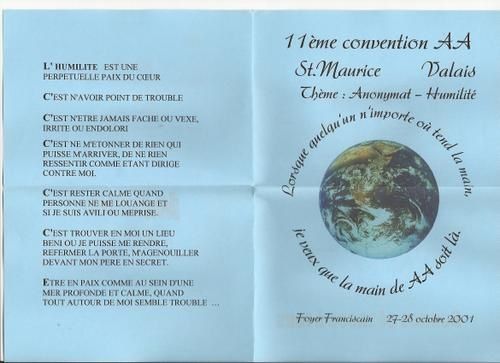 L' HUMILITE EST UNE
PERPETUELLE PAIX DU CŒUR
C'EST N'AVOIR POINT DE TROUBLE
C'EST N'ETRE JAMAIS FACHE OU VEXE,
IRRITE OU ENDOLORI
C'EST NE M'ETONNER DE RIEN QUI
PUISSE M'ARRIVER, DE NE RIEN
RESSENTIR COMME ETANT DIRIGE
CONTRE MOI.
C'EST RESTER CALME QUAND
PERSONNE NE ME LOUANGE ET
SI JE SUIS AVILI OU MEPRISE.
C'EST TROUVER EN MOI UN LIEU
BENI OU JE PUISSE ME RENDRE,
REFERMER LA PORTE, M'AGENOUILLER
DEVANT MON PERE EN SECRET.
ETRE EN PAIX COMME AU SEIN D'UNE
MER PROFONDE ET CALME, QUAND
TOUT AUTOUR DE MOI SEMBLE TROUBLE ...
11ème convention AA
St.Maurice Valais
Thème : Anonymat – Humilité
Lorsque quelqu'un n'importe où tend la main,
je veux que la main de AA soit là.
Foyer Franciscain 27-28 octobre 2001